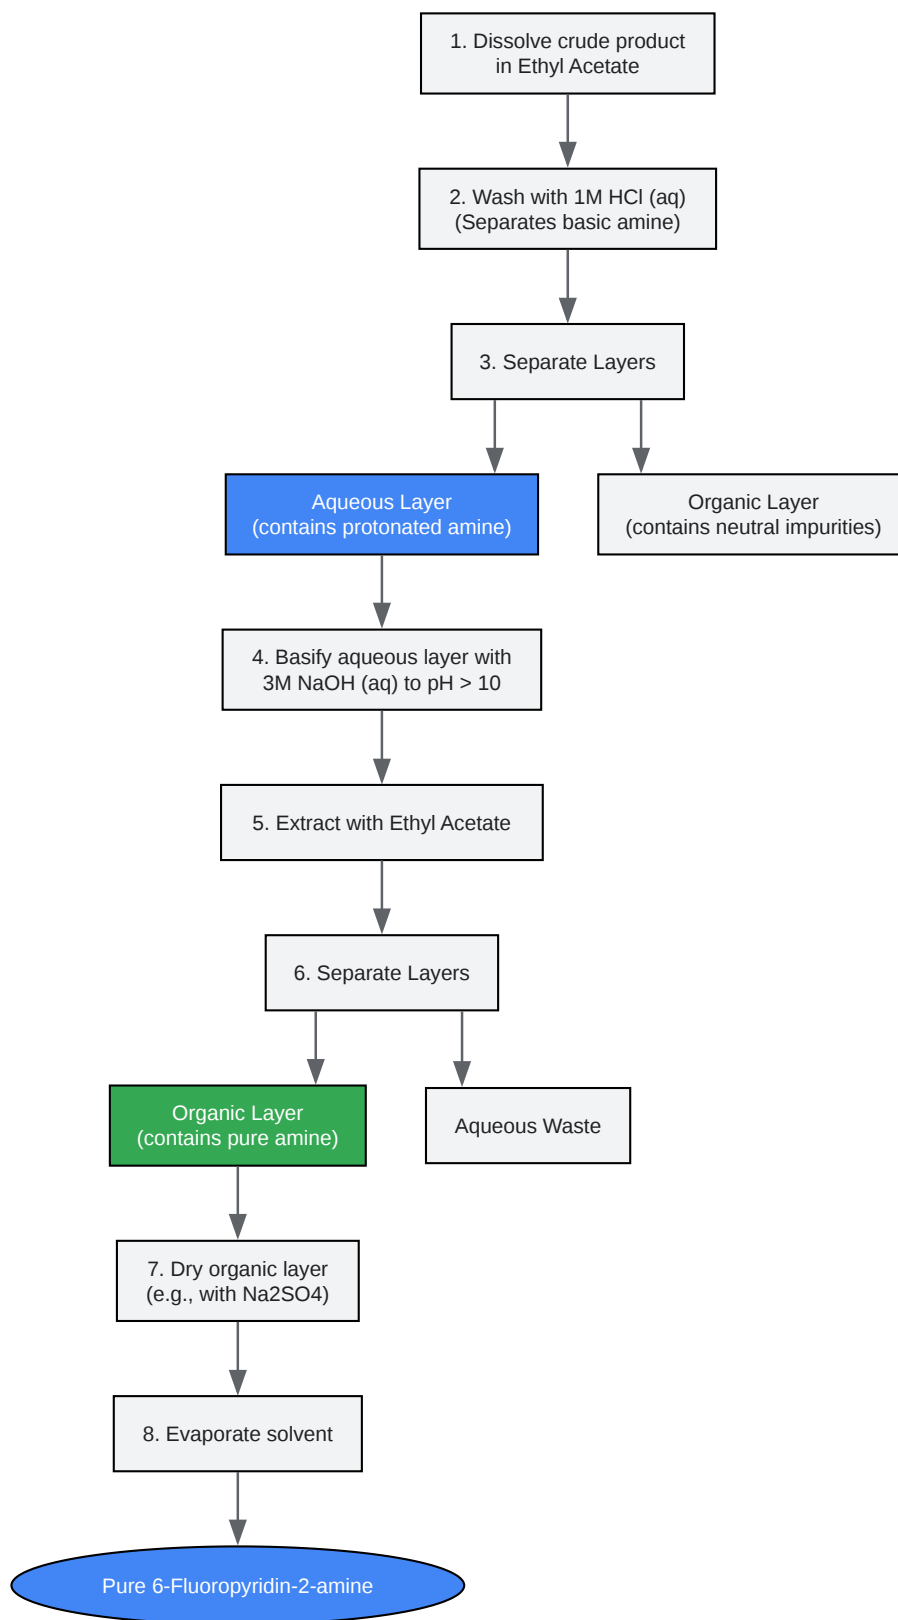 1. Dissolve crude product
in Ethyl Acetate
2. Wash with 1M HCl (aq)
(Separates basic amine)
3. Separate Layers
Aqueous Layer
(contains protonated amine)
Organic Layer
(contains neutral impurities)
4. Basify aqueous layer with
3M NaOH (aq) to pH > 10
5. Extract with Ethyl Acetate
6. Separate Layers
Organic Layer
(contains pure amine)
Aqueous Waste
7. Dry organic layer
(e.g., with Na2SO4)
8. Evaporate solvent
Pure 6-Fluoropyridin-2-amine